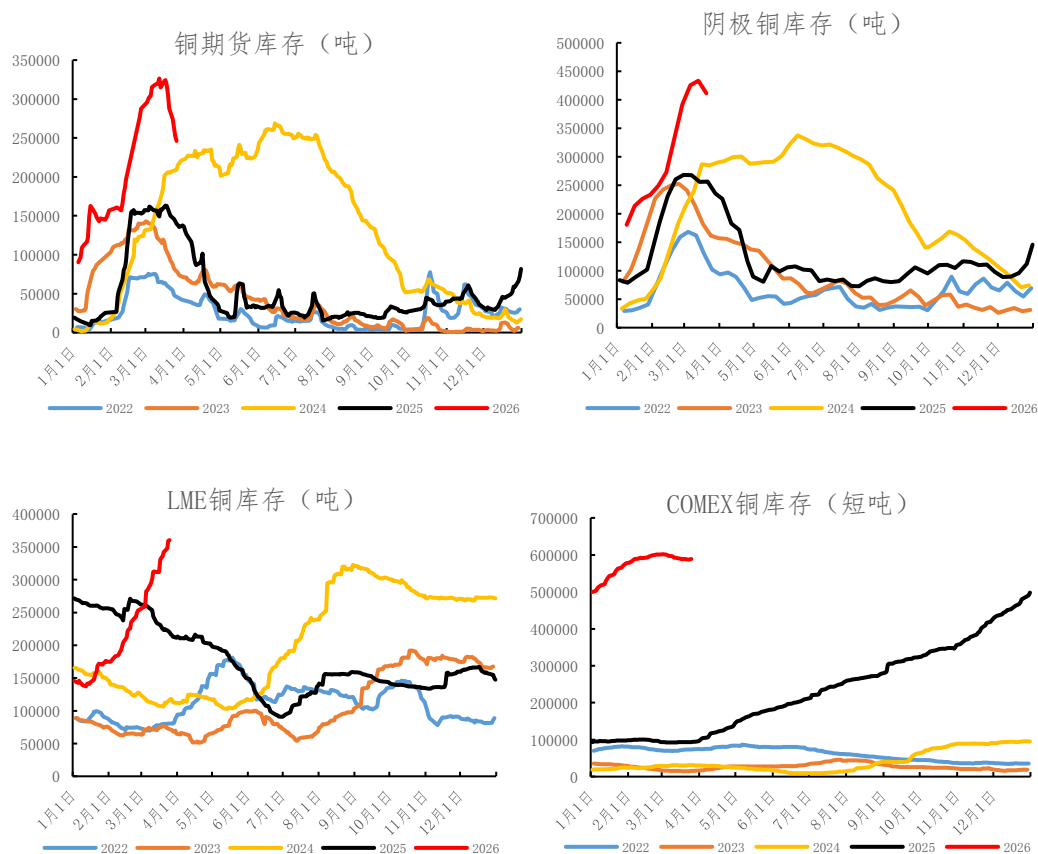 铜期货库存（吨）
350000
300000
250000
200000
150000
100000
50000
0
1月1日
2月1日
3月1日
4月1日
5月1日
6月1日
7月1日
8月1日
9月1日
10月1日
11月1日
12月1日
2022 2023 2024 2025 2026
阴极铜库存（吨）
500000
450000
400000
350000
300000
250000
200000
150000
100000
50000
0
1月1日
2月1日
3月1日
4月1日
5月1日
6月1日
7月1日
8月1日
9月1日
10月1日
11月1日
12月1日
2022 2023 2024 2025 2026
LME铜库存（吨）
400000
350000
300000
250000
200000
150000
100000
50000
0
1月1日
2月1日
3月1日
4月1日
5月1日
6月1日
7月1日
8月1日
9月1日
10月1日
11月1日
12月1日
2022 2023 2024 2025 2026
COMEX铜库存（短吨）
700000
600000
500000
400000
300000
200000
100000
0
1月1日
2月1日
3月1日
4月1日
5月1日
6月1日
7月1日
8月1日
9月1日
10月1日
11月1日
12月1日
2022 2023 2024 2025 2026